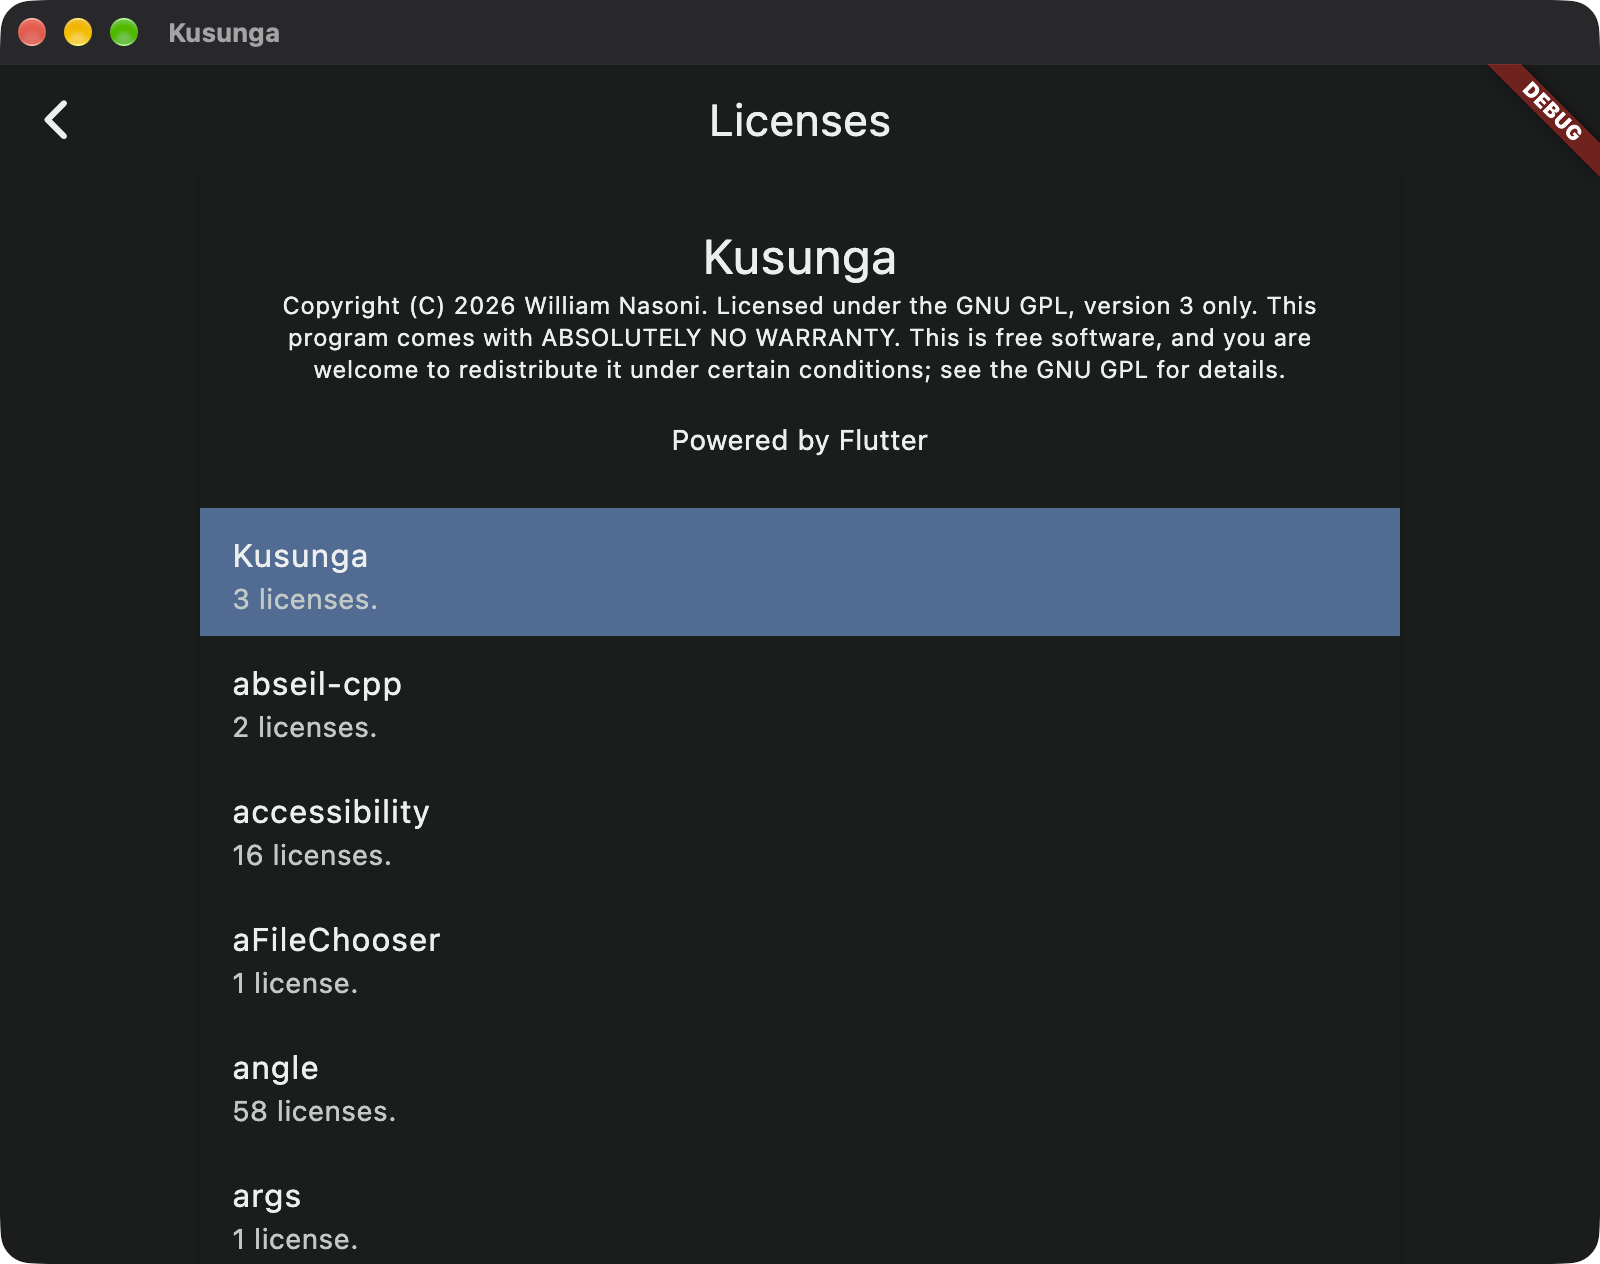 Kusunga
DEBUG
Licenses
Kusunga
Copyright (C) 2026 William Nasoni. Licensed under the GNU GPL, version 3 only. This
program comes with ABSOLUTELY NO WARRANTY. This is free software, and you are
welcome to redistribute it under certain conditions; see the GNU GPL for details.
Powered by Flutter
Kusunga
3 licenses.
abseil-cpp
2 licenses.
accessibility
16 licenses.
aFileChooser
1 license.
angle
58 licenses.
args
1 license.